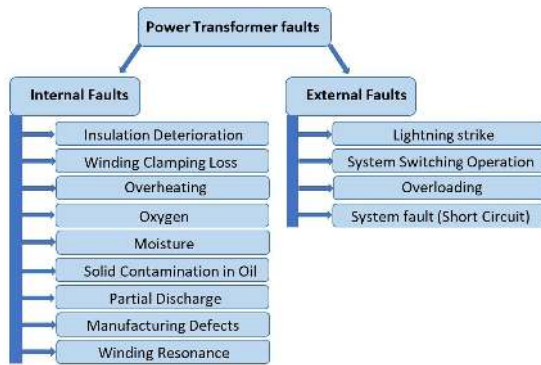 Power Transformer faults
Internal Faults
Insulation Deterioration
Winding Clamping Loss
Overheating
Oxygen
Moisture
Solid Contamination in Oil
Partial Discharge
Manufacturing Defects
Winding Resonance
External Faults
Lightning strike
System Switching Operation
Overloading
System fault (Short Circuit)